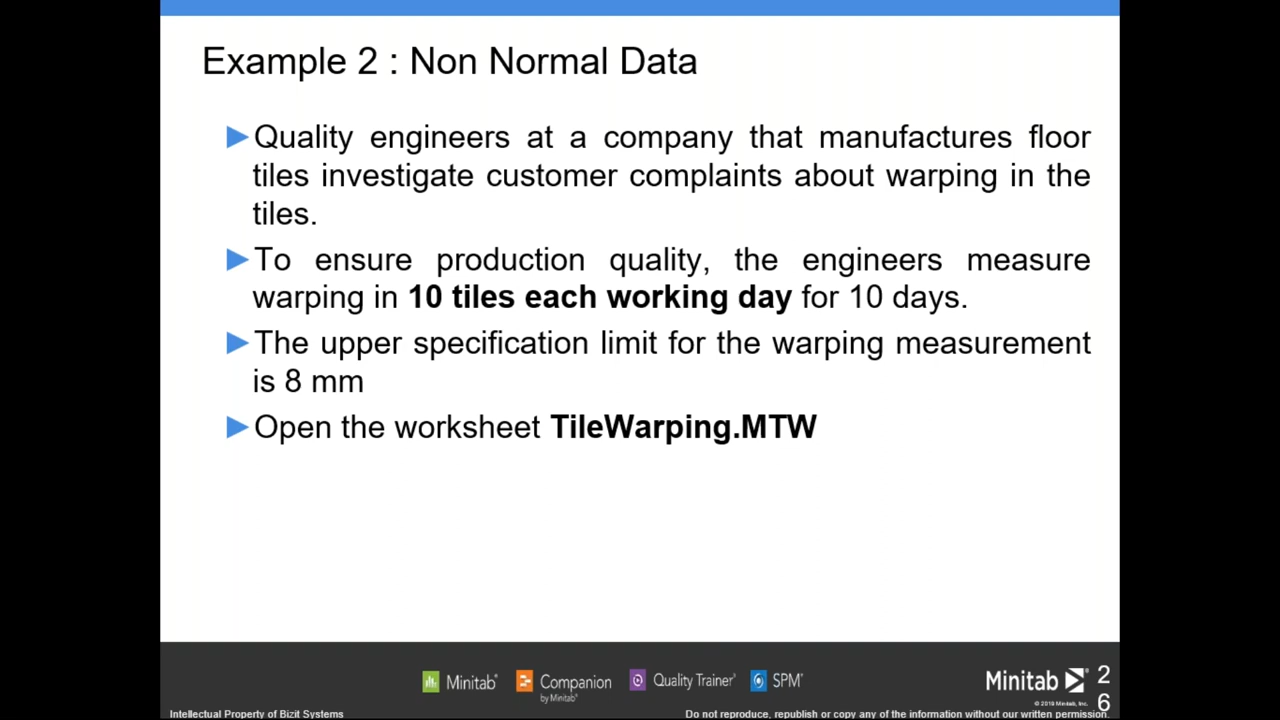 Example 2 : Non Normal Data
Quality engineers at a company that manufactures floor
tiles investigate customer complaints about warping in the
tiles.
To ensure production quality, the engineers measure
warping in 10 tiles each working day for 10 days.
The upper specification limit for the warping measurement
is 8 mm
Open the worksheet TileWarping.MTW
Minitab® Companion Quality Trainer® SPM® Minitab® 2
by Minitab® 6
© 2019 Minitab, Inc.
Intellectual Property of Bizit Systems
Do not reproduce, republish or copy any of the information without our written permission.